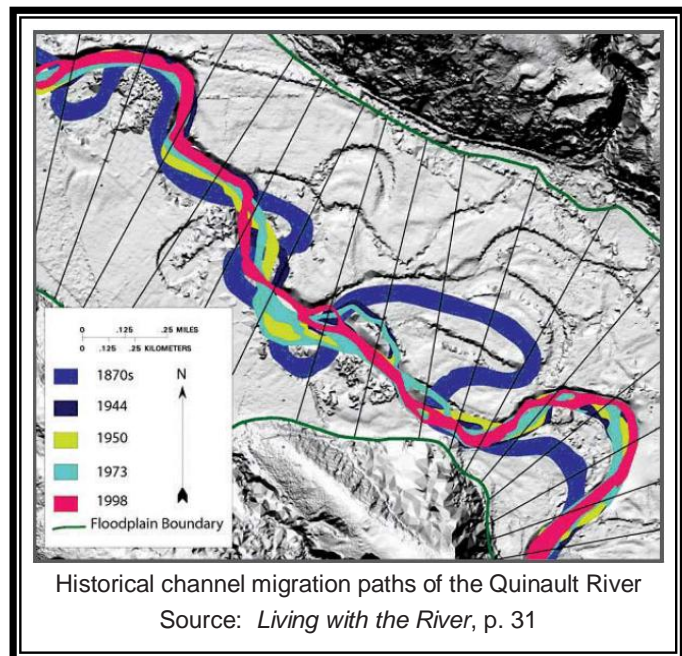 0 .125 .25 MILES
0 .125 .25 KILOMETERS
1870s
N
1944
1950
1973
1998
Floodplain Boundary
Historical channel migration paths of the Quinault River
Source: Living with the River, p. 31